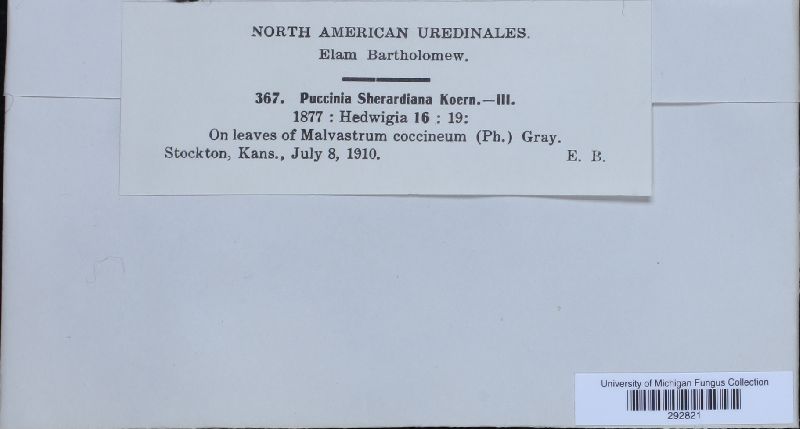 NORTH AMERICAN UREDINALES.
Elam Bartholomew.
367. Puccinia Sherardiana Koern.—III.
1877 : Hedwigia 16 : 19:
On leaves of Malvastrum coccineum (Ph.) Gray.
Stockton, Kans., July 8, 1910. E. B.
University of Michigan Fungus Collection
292821